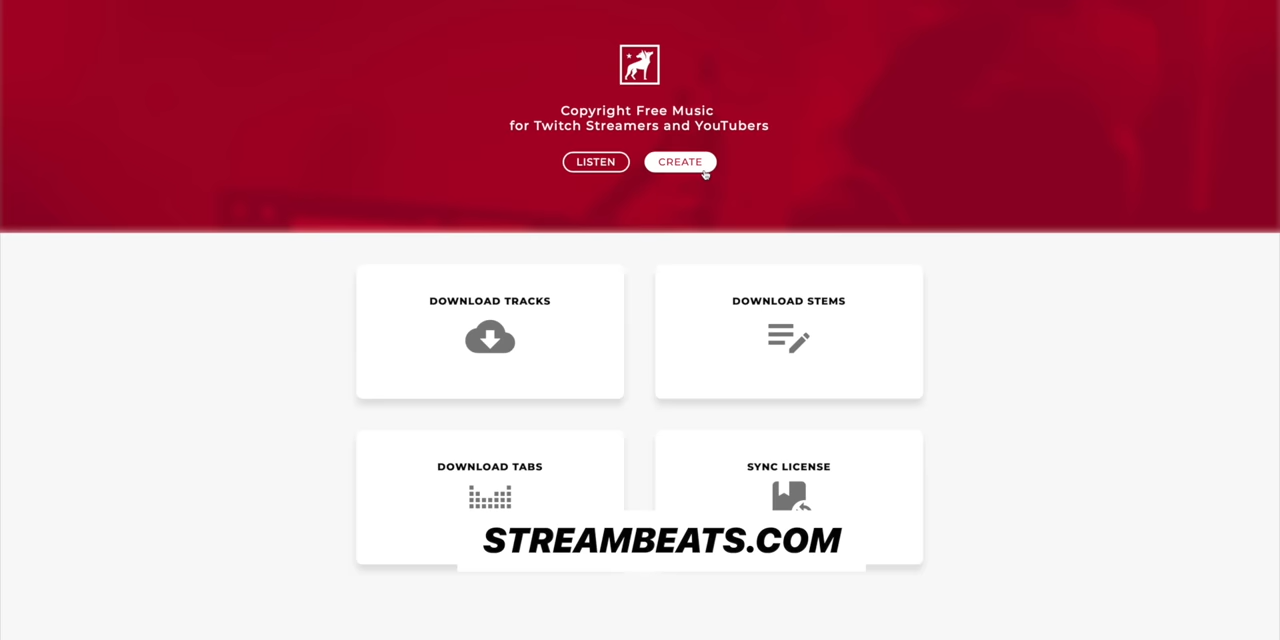 Copyright Free Music
for Twitch Streamers and YouTubers
LISTEN CREATE
DOWNLOAD TRACKS
DOWNLOAD STEMS
DOWNLOAD TABS
SYNC LICENSE
STREAMBEATS.COM